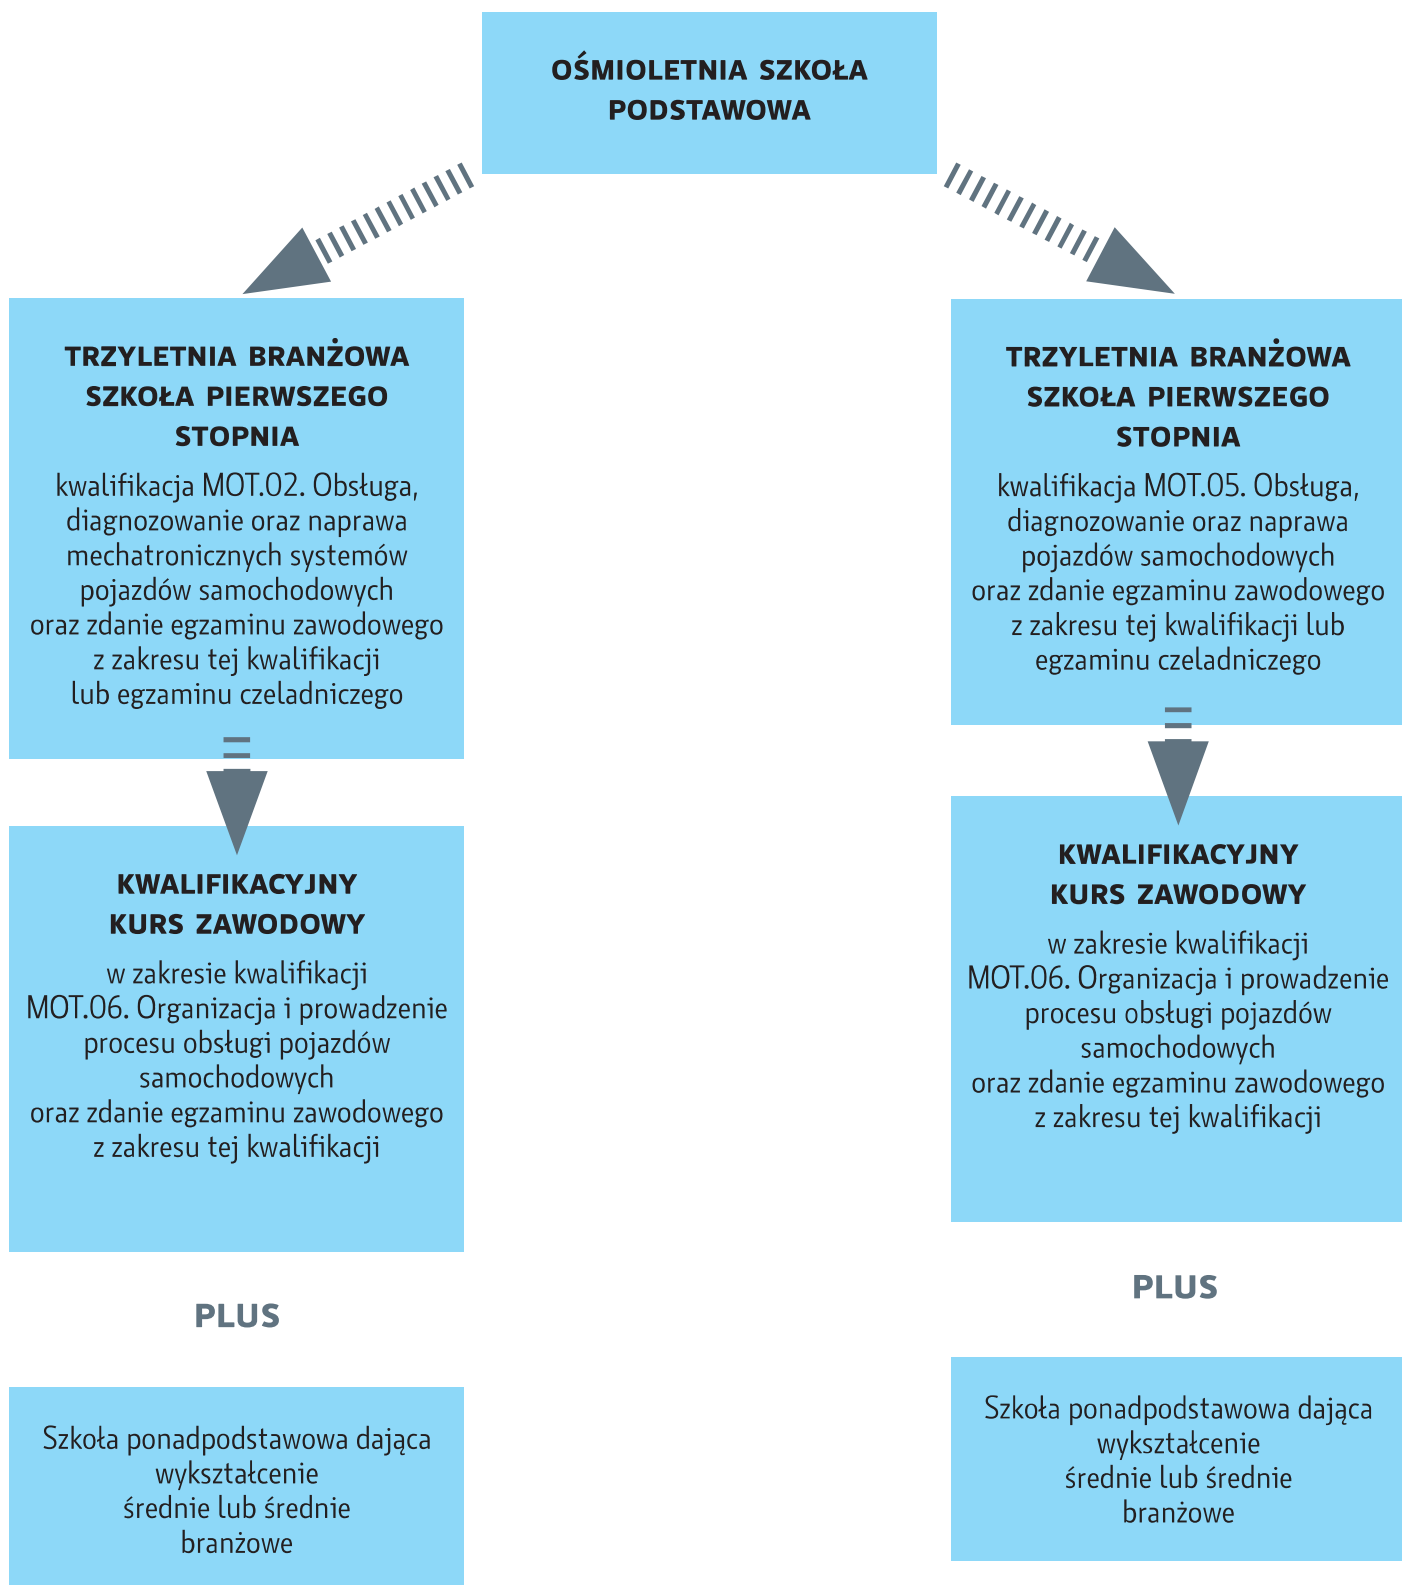 OŚMIOLETNIA SZKOŁA
PODSTAWOWA
TRZYLETNIA BRANŻOWA
SZKOŁA PIERWSZEGO
STOPNIA
kwalifikacja MOT.02. Obsługa,
diagnozowanie oraz naprawa
mechatronicznych systemów
pojazdów samochodowych
oraz zdanie egzaminu zawodowego
z zakresu tej kwalifikacji
lub egzaminu czeladniczego
KWALIFIKACYJNY
KURS ZAWODOWY
w zakresie kwalifikacji
MOT.06. Organizacja i prowadzenie
procesu obsługi pojazdów
samochodowych
oraz zdanie egzaminu zawodowego
z zakresu tej kwalifikacji
PLUS
Szkoła ponadpodstawowa dająca
wykształcenie
średnie lub średnie
branżowe
TRZYLETNIA BRANŻOWA
SZKOŁA PIERWSZEGO
STOPNIA
kwalifikacja MOT.05. Obsługa,
diagnozowanie oraz naprawa
pojazdów samochodowych
oraz zdanie egzaminu zawodowego
z zakresu tej kwalifikacji lub
egzaminu czeladniczego
KWALIFIKACYJNY
KURS ZAWODOWY
w zakresie kwalifikacji
MOT.06. Organizacja i prowadzenie
procesu obsługi pojazdów
samochodowych
oraz zdanie egzaminu zawodowego
z zakresu tej kwalifikacji
PLUS
Szkoła ponadpodstawowa dająca
wykształcenie
średnie lub średnie
branżowe